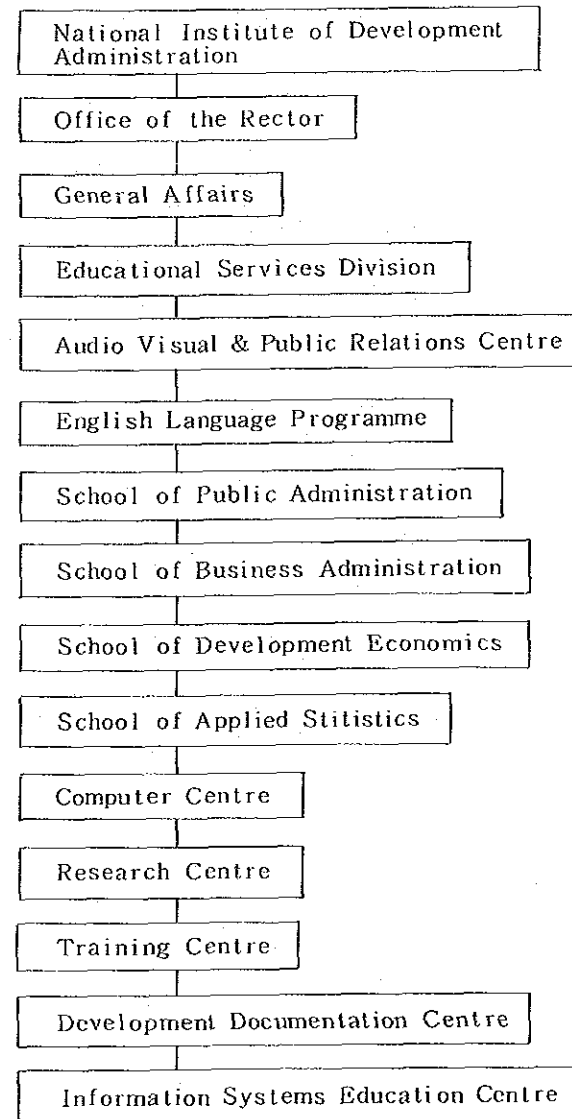 National Institute of Development
Administration
Office of the Rector
General Affairs
Educational Services Division
Audio Visual & Public Relations Centre
English Language Programme
School of Public Administration
School of Business Administration
School of Development Economics
School of Applied Stitistics
Computer Centre
Research Centre
Training Centre
Development Documentation Centre
Information Systems Education Centre